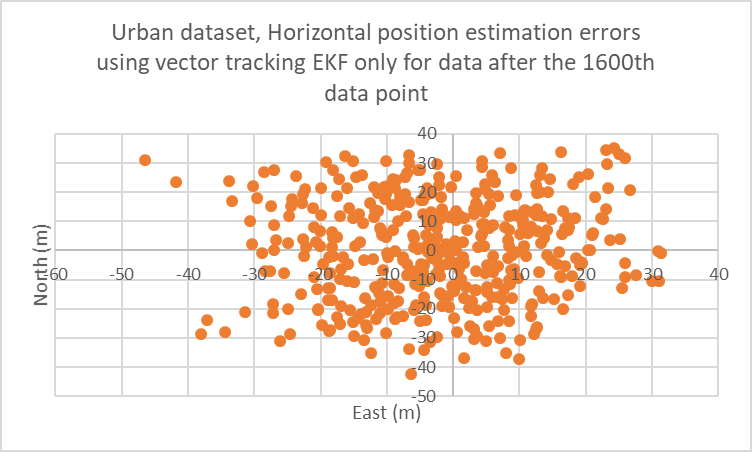 Urban dataset, Horizontal position estimation errors
using vector tracking EKF only for data after the 1600th
data point
40
30
20
10
0
-10
-20
-30
-40
-50
-60 -50 -40 -30 -20 -10 0 10 20 30 40
North (m)
East (m)